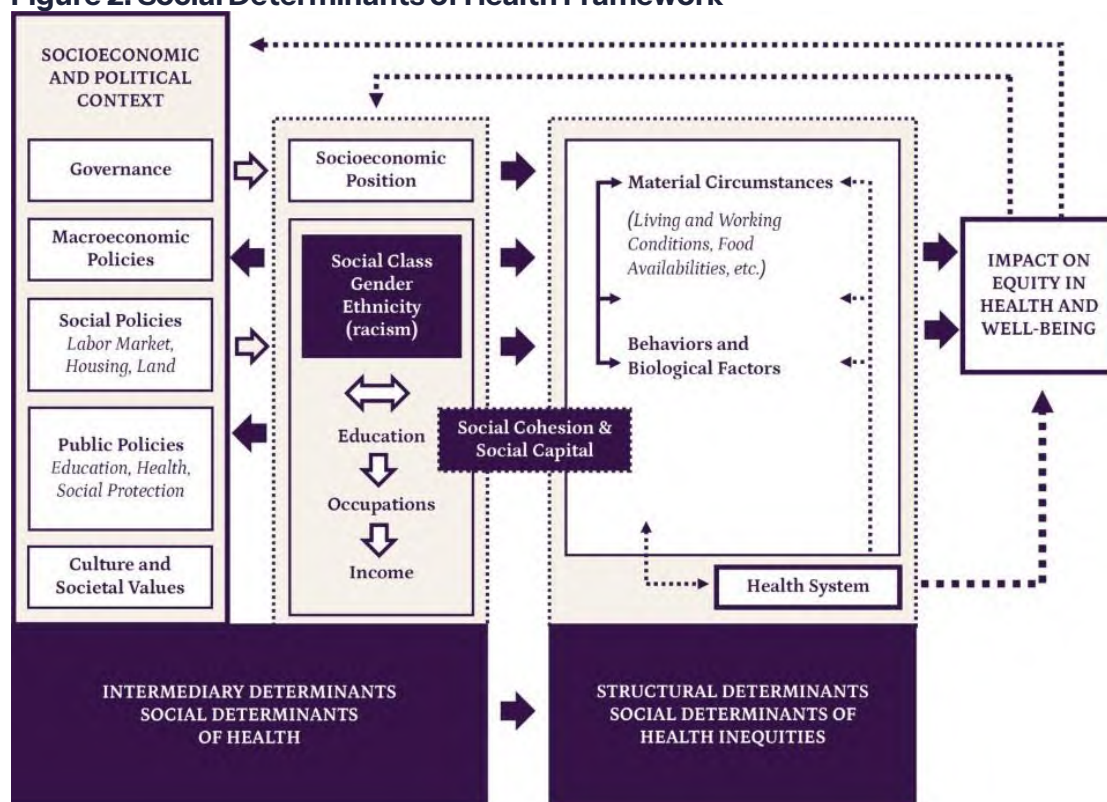 Figure 2: Social Determinants of Health Framework
SOCIOECONOMIC
AND POLITICAL
CONTEXT
Governance
Macroeconomic
Policies
Social Policies
Labor Market,
Housing, Land
Public Policies
Education, Health,
Social Protection
Culture and
Societal Values
Socioeconomic
Position
Social Class
Gender
Ethnicity
(racism)
Education
Occupations
Income
Social Cohesion &
Social Capital
Material Circumstances
(Living and Working
Conditions, Food
Availabilities, etc.)
Behaviors and
Biological Factors
Health System
IMPACT ON
EQUITY IN
HEALTH AND
WELL-BEING
INTERMEDIARY DETERMINANTS
SOCIAL DETERMINANTS
OF HEALTH
STRUCTURAL DETERMINANTS
SOCIAL DETERMINANTS OF
HEALTH INEQUITIES